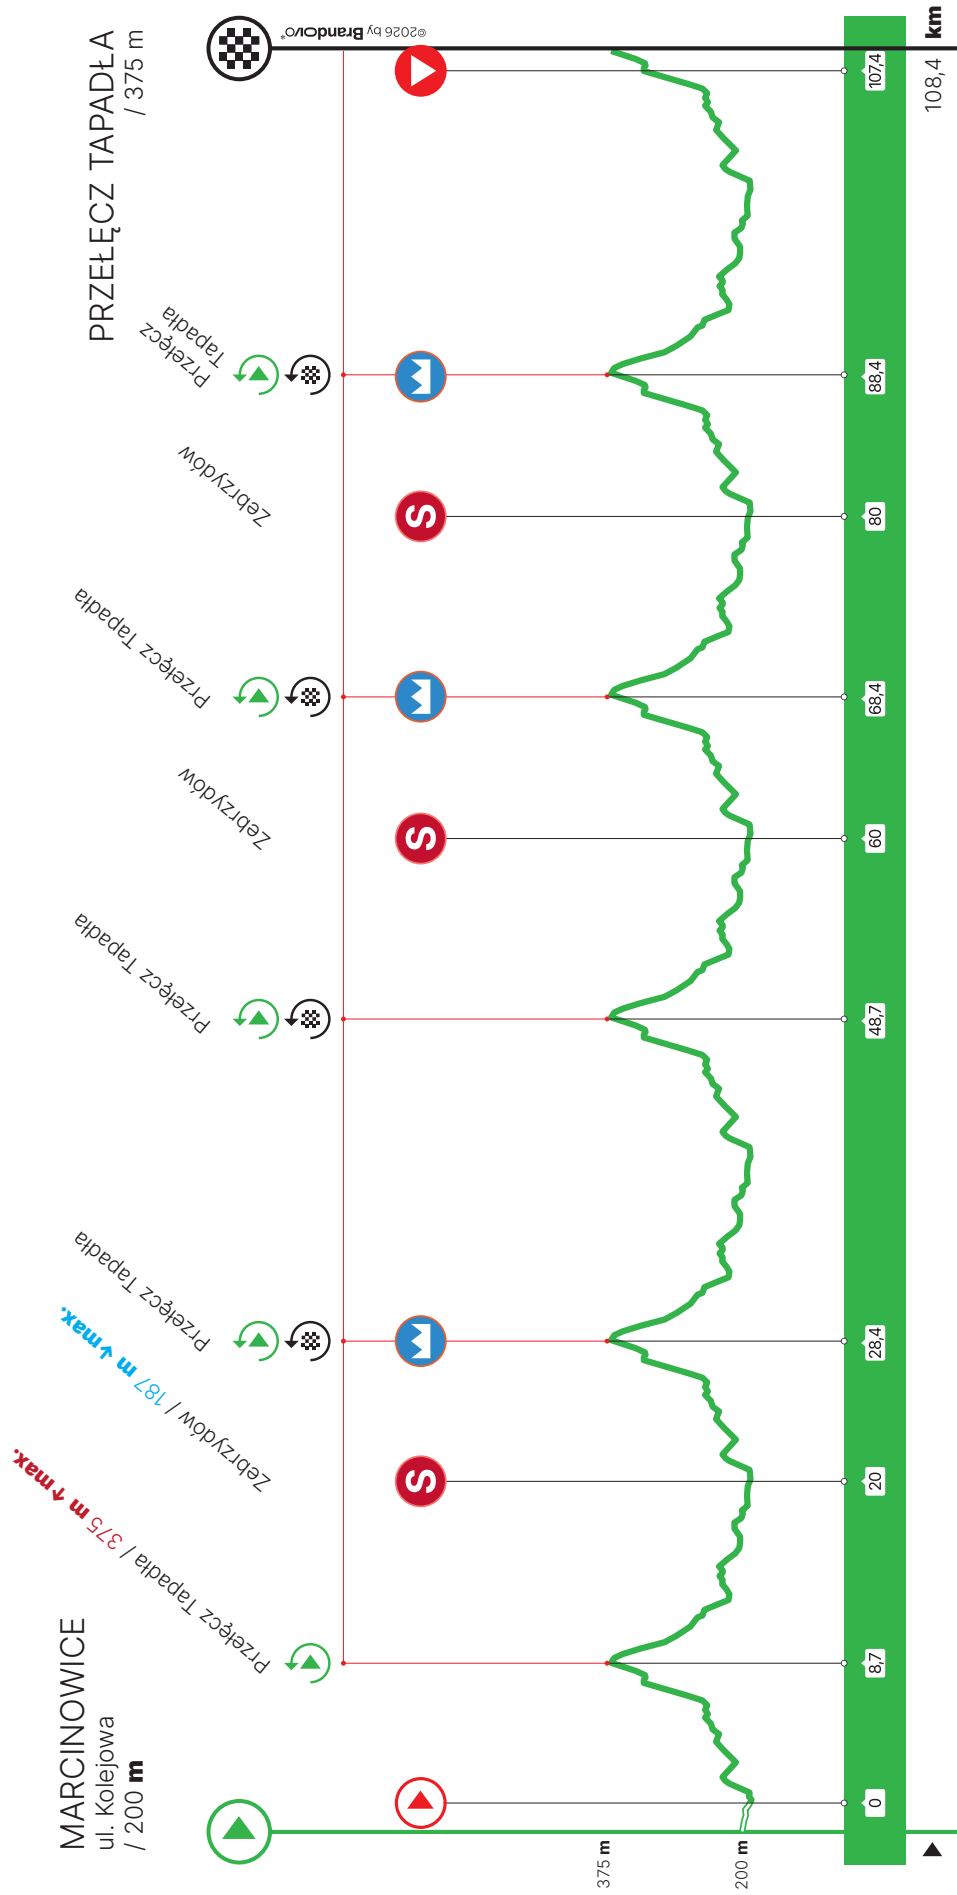 MARCINOWICE
ul. Kolejowa
/ 200 m
PRZEŁĘCZ TAPADŁA
/ 375 m
©2026 by Brandovo®
Przełęcz Tapadła / 375 m ↑max.
Zebrzydów / 187 m ↓max.
Przełęcz Tapadła
Przełęcz Tapadła
Zebrzydów
Przełęcz Tapadła
Zebrzydów
Przełęcz
Tapadła
S
S
S
M
M
M
375 m
200 m
0
8,7
20
28,4
48,7
60
68,4
80
88,4
107,4
108,4 km